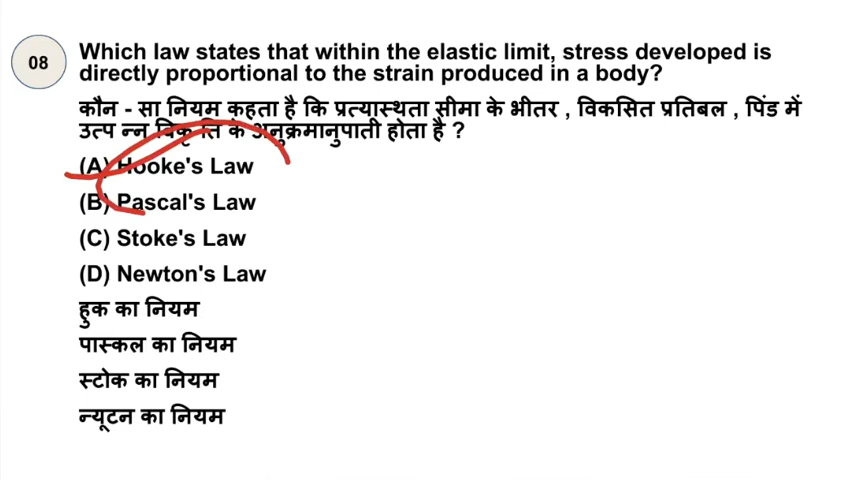 08
Which law states that within the elastic limit, stress developed is
directly proportional to the strain produced in a body?
कौन - सा नियम कहता है कि प्रत्यास्थता सीमा के भीतर , विकसित प्रतिबल , पिंड में
उत्प न्न विकृ ति के अनुक्रमानुपाती होता है ?
(A) Hooke's Law
(B) Pascal's Law
(C) Stoke's Law
(D) Newton's Law
हुक का नियम
पास्कल का नियम
स्टोक का नियम
न्यूटन का नियम